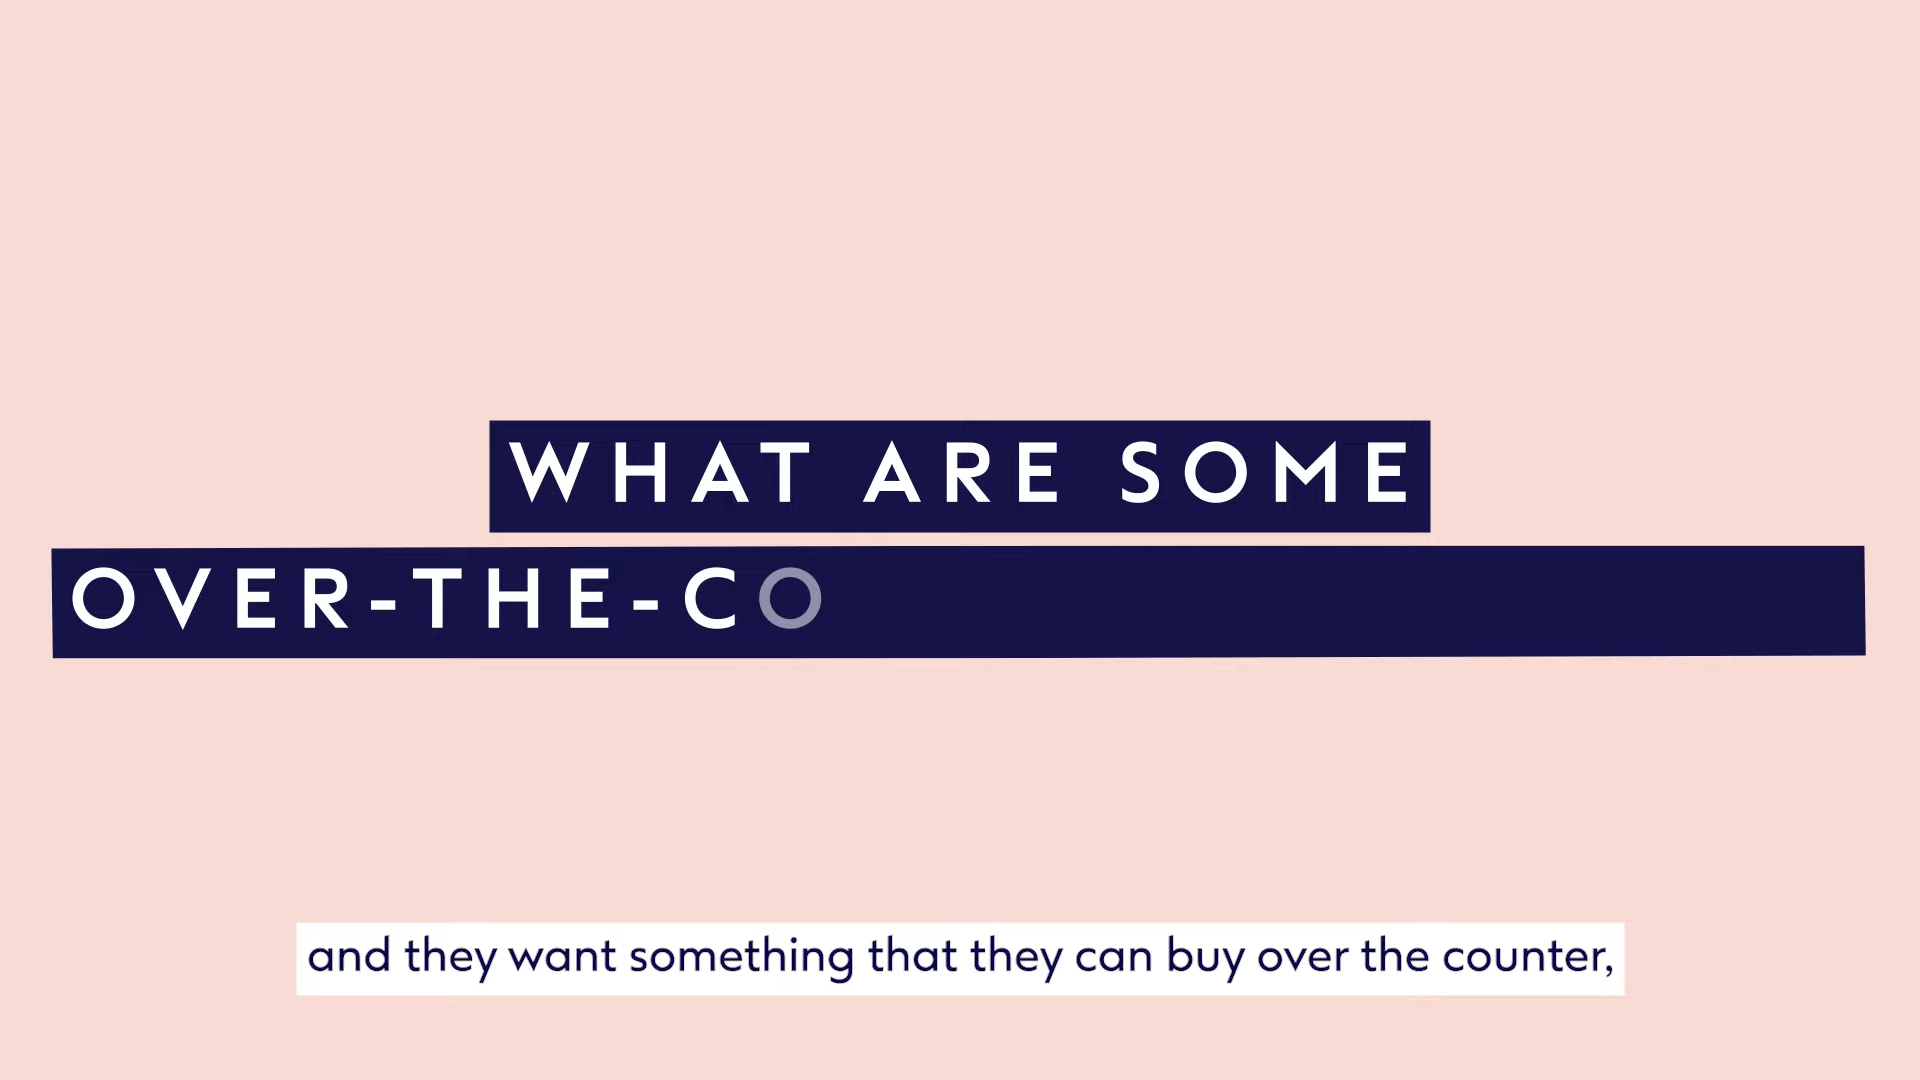 WHAT ARE SOME
OVER-THE-CO
and they want something that they can buy over the counter,